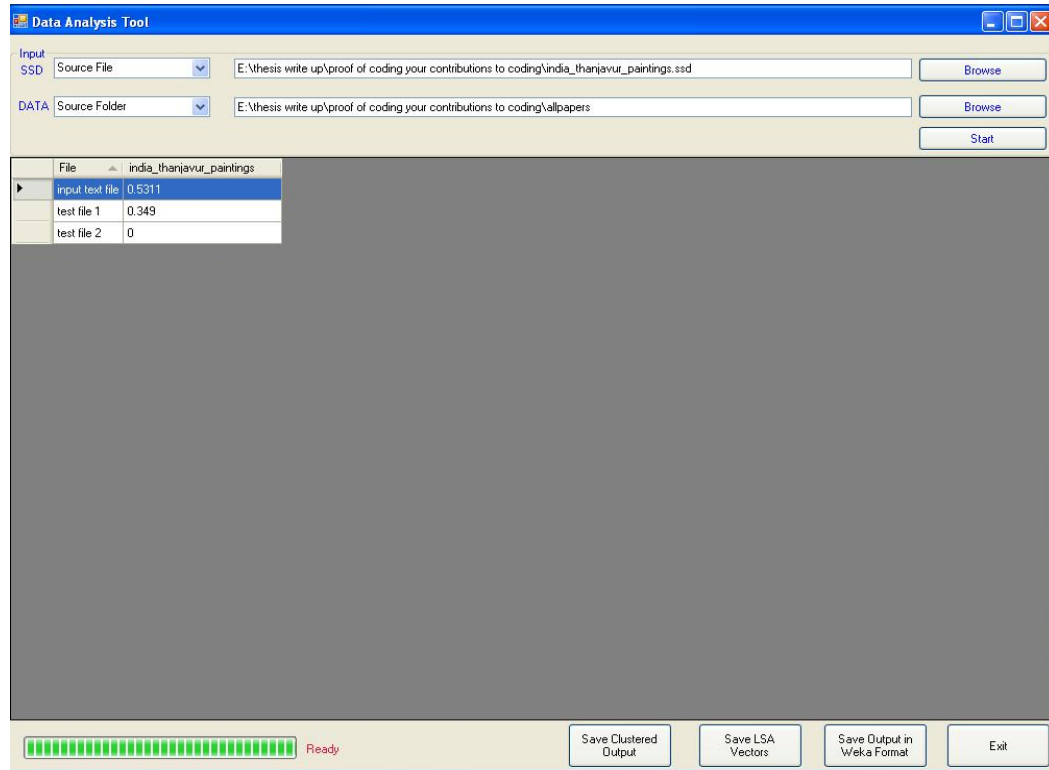 Data Analysis Tool
Input
SSD Source File E:\thesis write up\proof of coding your contributions to coding\india_thanjavur_paintings.ssd Browse
DATA Source Folder E:\thesis write up\proof of coding your contributions to coding\allpapers Browse
Start
File india_thanjavur_paintings
input text file 0.5311
test file 1 0.349
test file 2 0
Ready
Save Clustered
Output
Save LSA
Vectors
Save Output in
Weka Format
Exit